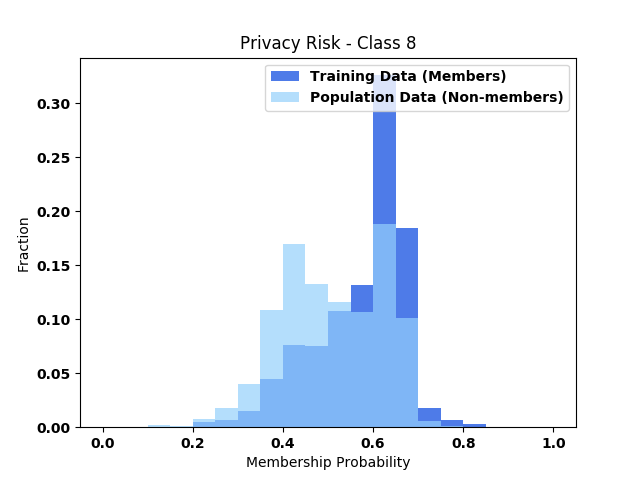 Privacy Risk - Class 8
Training Data (Members)
Population Data (Non-members)
0.30
0.25
0.20
0.15
0.10
0.05
0.00
Fraction
0.0 0.2 0.4 0.6 0.8 1.0
Membership Probability